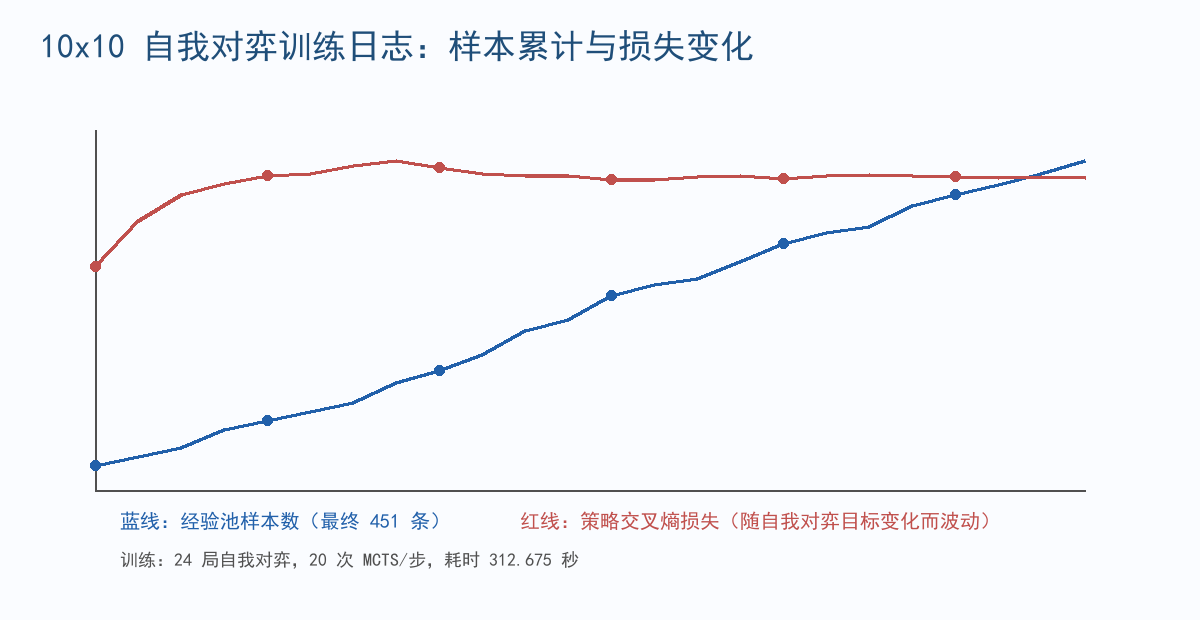 10x10 自我对弈训练日志：样本累计与损失变化
蓝线：经验池样本数（最终 451 条）
红线：策略交叉熵损失（随自我对弈目标变化而波动）
训练：24 局自我对弈，20 次 MCTS/步，耗时 312.675 秒